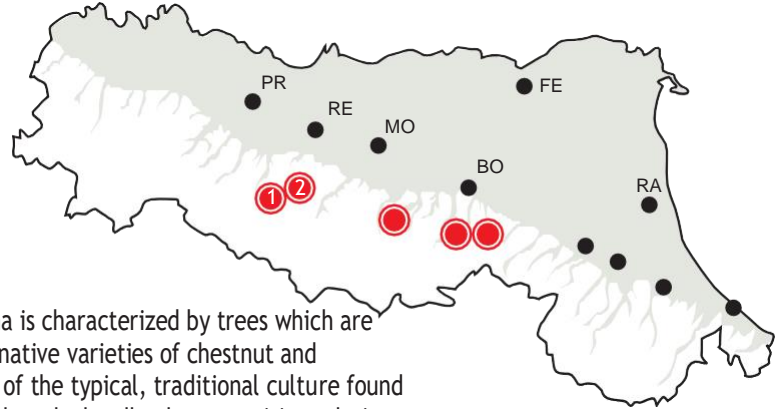 PR
FE
RE
MO
BO
RA
1
2
a is characterized by trees which are
native varieties of chestnut and
of the typical, traditional culture found